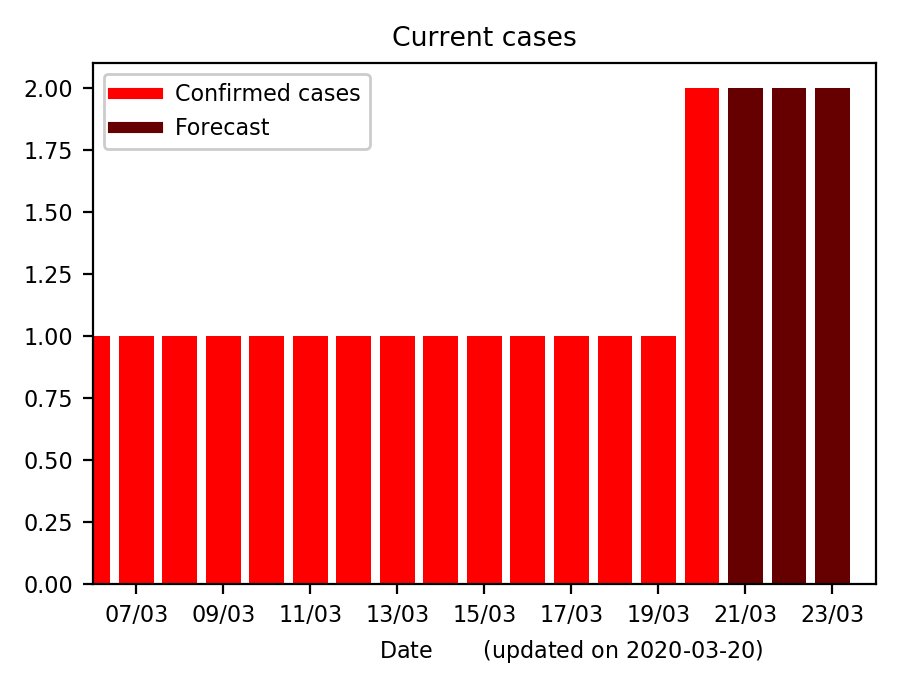 Current cases
Confirmed cases
Forecast
2.00
1.75
1.50
1.25
1.00
0.75
0.50
0.25
0.00
07/03 09/03 11/03 13/03 15/03 17/03 19/03 21/03 23/03
Date (updated on 2020-03-20)